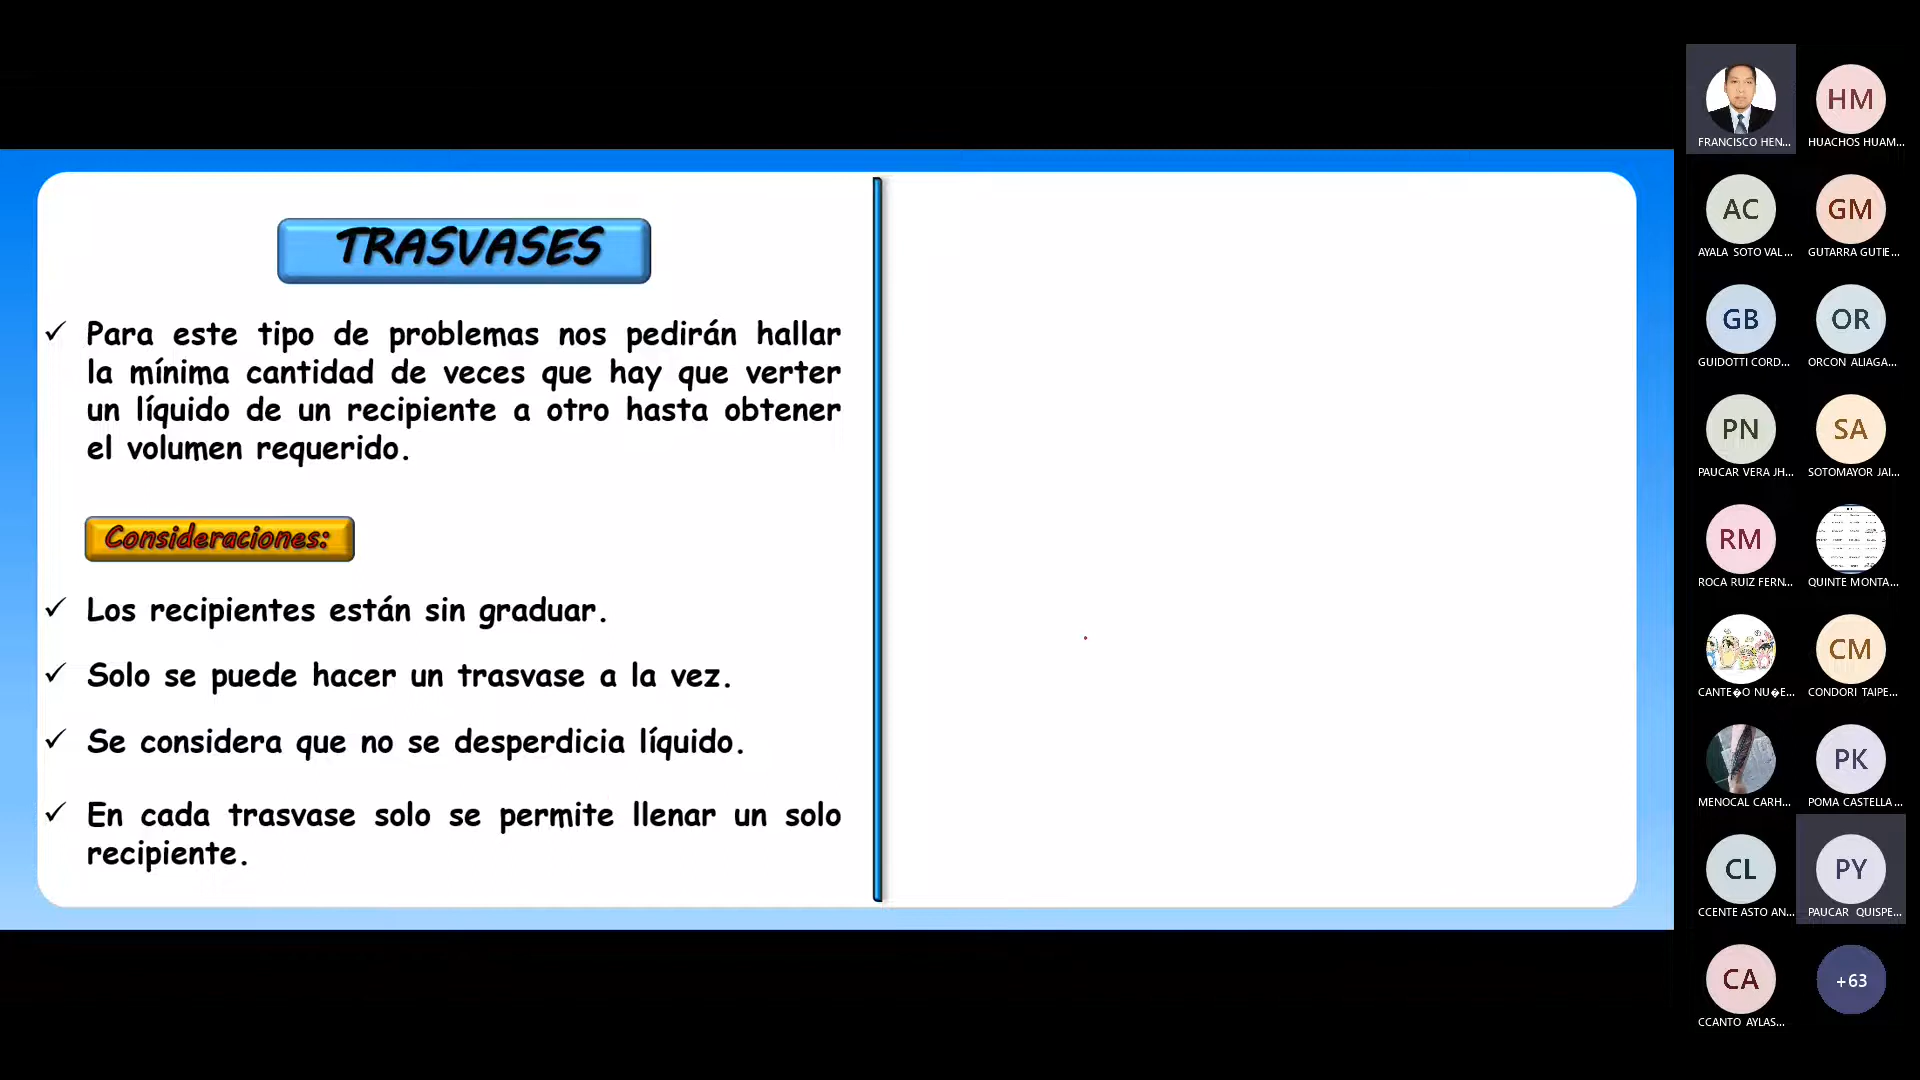 TRASVASES
✓ Para este tipo de problemas nos pedirán hallar
la mínima cantidad de veces que hay que verter
un líquido de un recipiente a otro hasta obtener
el volumen requerido.
Consideraciones:
✓ Los recipientes están sin graduar.
✓ Solo se puede hacer un trasvase a la vez.
✓ Se considera que no se desperdicia líquido.
✓ En cada trasvase solo se permite llenar un solo
recipiente.
FRANCISCO HEN...
HM
HUACHOS HUAM...
AC
AYALA SOTO VAL...
GM
GUTARRA GUTIE...
GB
GUIDOTTI CORD...
OR
ORCON ALIAGA...
PN
PAUCAR VERA JH...
SA
SOTOMAYOR JAI...
RM
ROCA RUIZ FERN...
QUINTE MONTA...
CANTE�O NU�E...
CM
CONDORI TAIPE...
MENOCAL CARH...
PK
POMA CASTELLA...
CL
CCENTE ASTO AN...
PY
PAUCAR QUISPE...
CA
CCANTO AYLAS...
+63